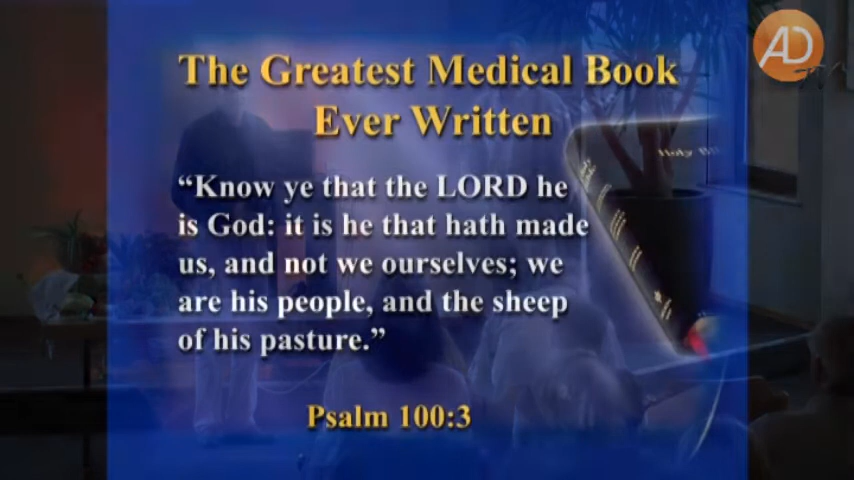 The Greatest Medical Book
Ever Written
“Know ye that the LORD he
is God: it is he that hath made
us, and not we ourselves; we
are his people, and the sheep
of his pasture.”
Psalm 100:3
AD
Holy